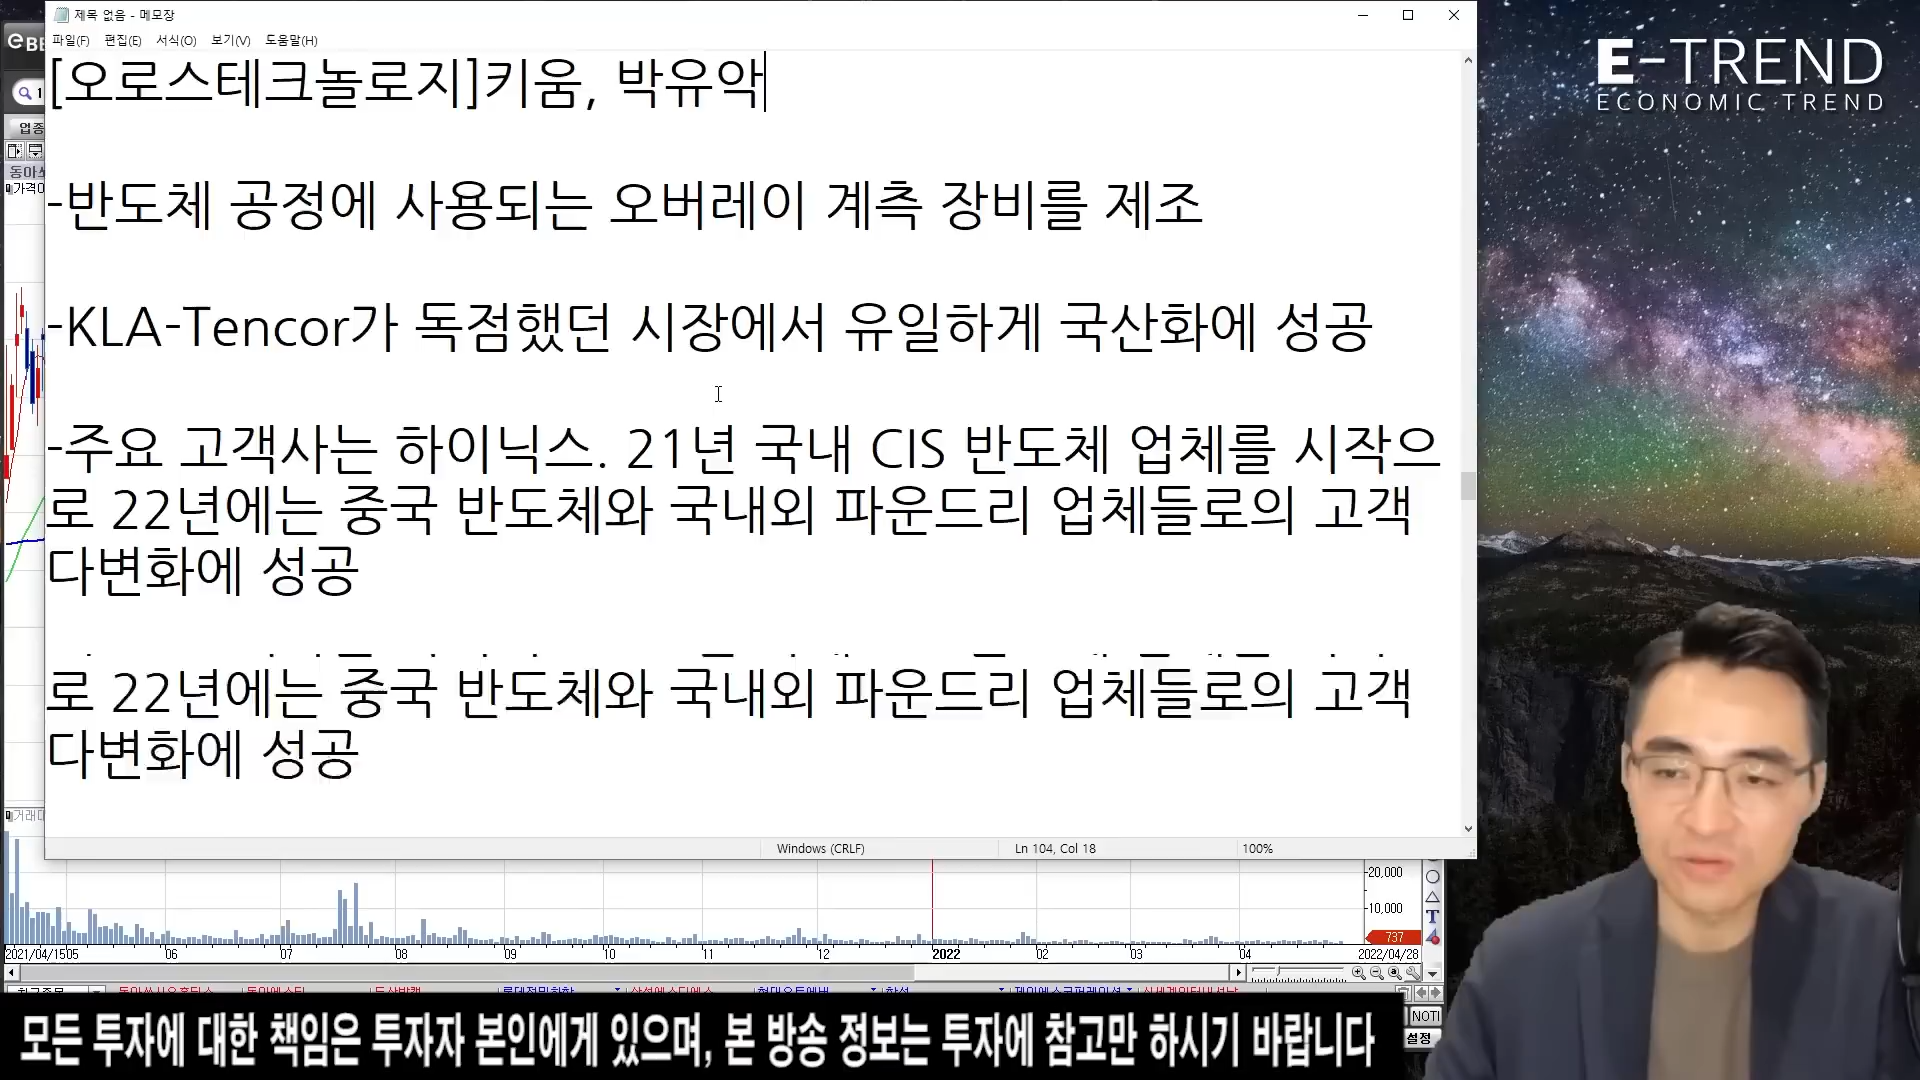 제목 없음 - 메모장
파일(F) 편집(E) 서식(O) 보기(V) 도움말(H)
[오로스테크놀로지]키움, 박유악
-반도체 공정에 사용되는 오버레이 계측 장비를 제조
-KLA-Tencor가 독점했던 시장에서 유일하게 국산화에 성공
-주요 고객사는 하이닉스. 21년 국내 CIS 반도체 업체를 시작으
로 22년에는 중국 반도체와 국내외 파운드리 업체들로의 고객
다변화에 성공
로 22년에는 중국 반도체와 국내외 파운드리 업체들로의 고객
다변화에 성공
Windows (CRLF) Ln 104, Col 18 100%
E-TREND
ECONOMIC TREND
업종
20,000
10,000
737
2021/04/15 05 06 07 08 09 10 11 12 2022 02 03 04 2022/04/28
NOTI
설정
모든 투자에 대한 책임은 투자자 본인에게 있으며, 본 방송 정보는 투자에 참고만 하시기 바랍니다